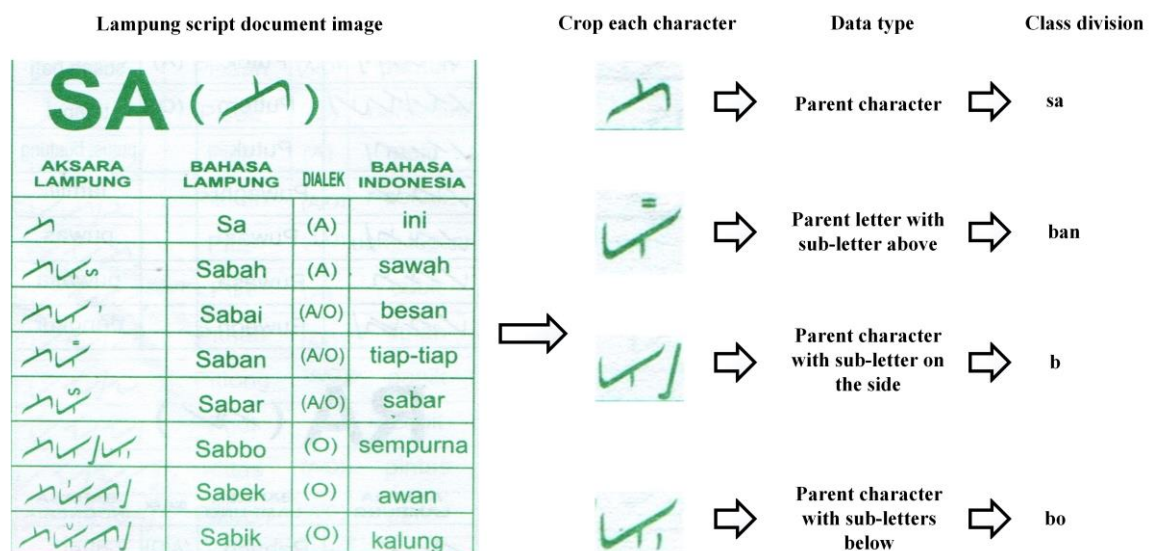 Lampung script document image
SA ( )
AKSARA LAMPUNG BAHASA LAMPUNG DIALEK BAHASA INDONESIA
Sa (A) ini
Sabah (A) sawah
Sabai (A/O) besan
Saban (A/O) tiap-tiap
Sabar (A/O) sabar
Sabbo (O) sempurna
Sabek (O) awan
Sabik (O) kalung
Crop each character
Data type
Class division
Parent character
sa
Parent letter with
sub-letter above
ban
Parent character
with sub-letter on
the side
b
Parent character
with sub-letters
below
bo